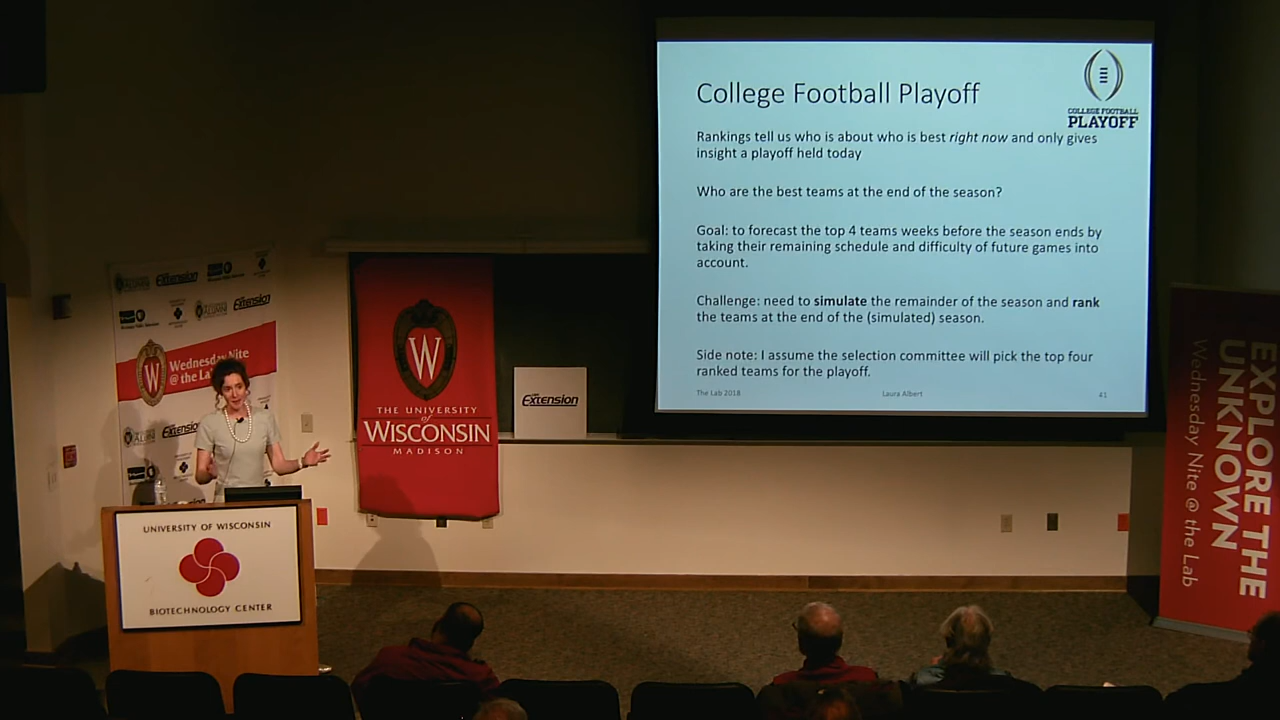 College Football Playoff
COLLEGE FOOTBALL
PLAYOFF
Rankings tell us who is about who is best right now and only gives
insight a playoff held today
Who are the best teams at the end of the season?
Goal: to forecast the top 4 teams weeks before the season ends by
taking their remaining schedule and difficulty of future games into
account.
Challenge: need to simulate the remainder of the season and rank
the teams at the end of the (simulated) season.
Side note: I assume the selection committee will pick the top four
ranked teams for the playoff.
The Lab 2018
Laura Albert
41
Extension
Extension
Wednesday Nite
@ the La
Extension
W
W
THE UNIVERSITY
of
WISCONSIN
MADISON
Extension
UNIVERSITY OF WISCONSIN
BIOTECHNOLOGY CENTER
EXPLORE THE
UNKNOWN
Wednesday Nite @ the Lab